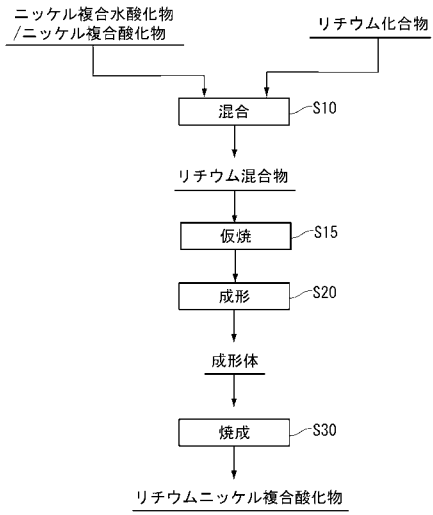 ニッケル複合水酸化物
/ニッケル複合酸化物
リチウム化合物
混合
S10
リチウム混合物
仮焼
S15
成形
S20
成形体
焼成
S30
リチウムニッケル複合酸化物